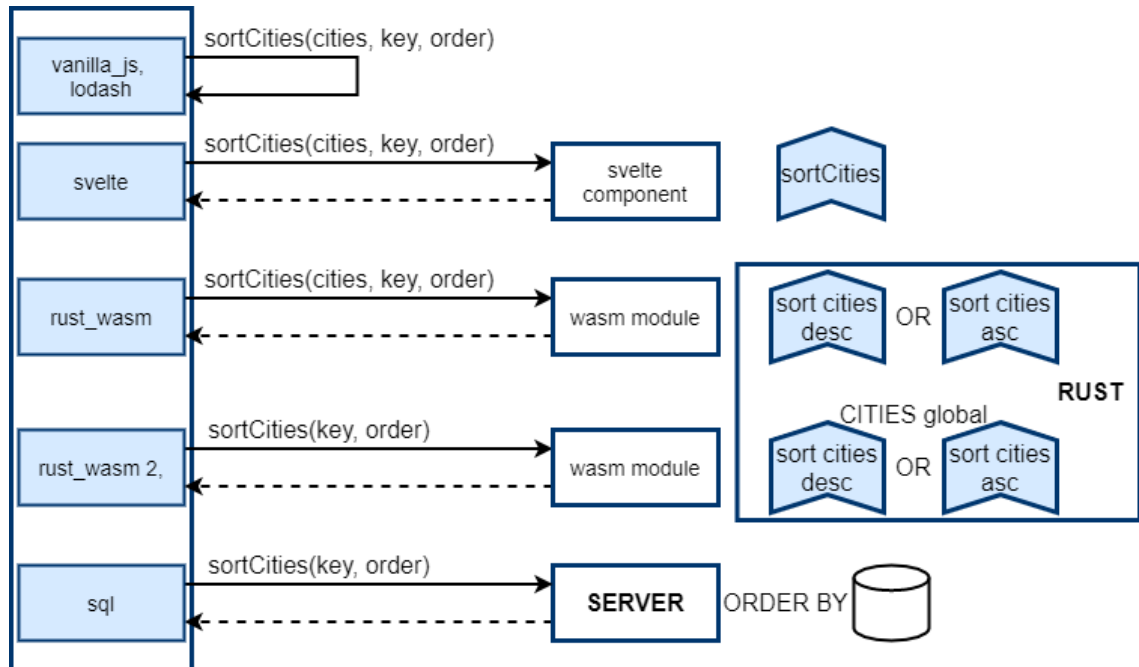 sortCities(cities, key, order)
vanilla_js,
lodash
sortCities(cities, key, order)
svelte
svelte
component
sortCities
sortCities(cities, key, order)
rust_wasm
wasm module
sort cities
desc
OR
sort cities
asc
RUST
CITIES global
sortCities(key, order)
rust_wasm 2,
wasm module
sort cities
desc
OR
sort cities
asc
sortCities(key, order)
sql
SERVER
ORDER BY